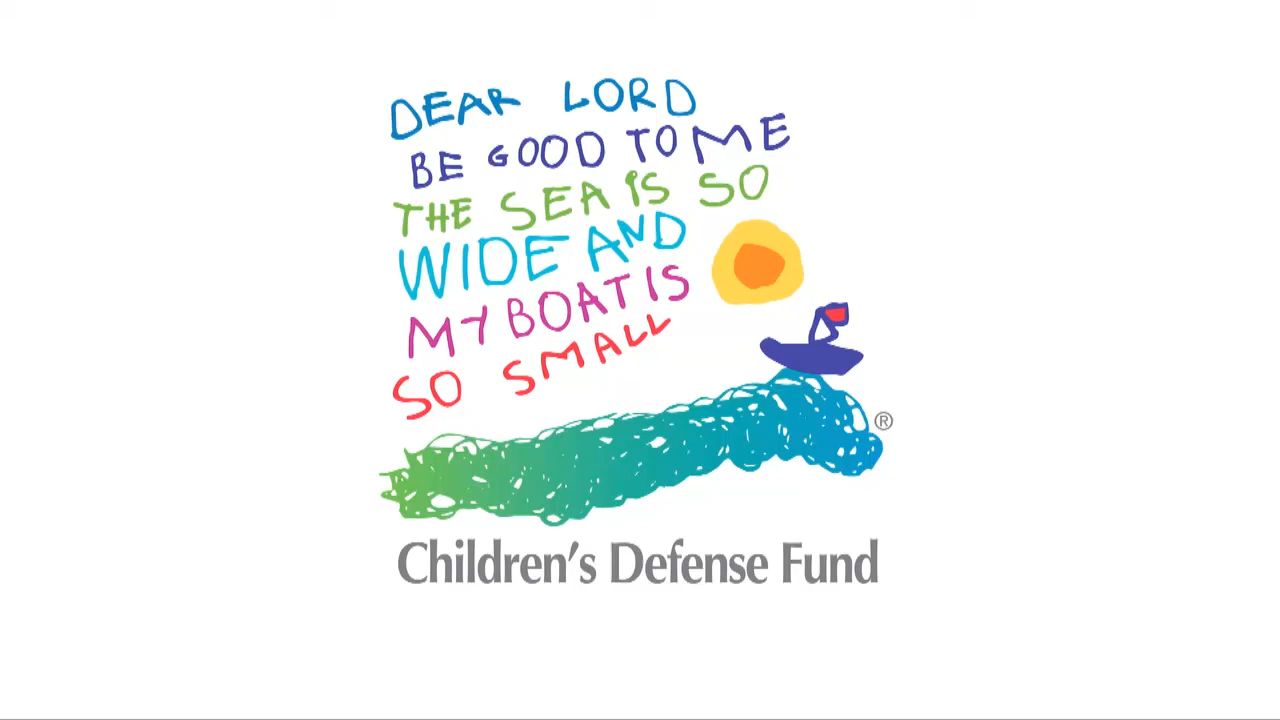 DEAR LORD
BE GOOD TO ME
THE SEA IS SO
WIDE AND
MY BOAT IS
SO SMALL
®
Children's Defense Fund